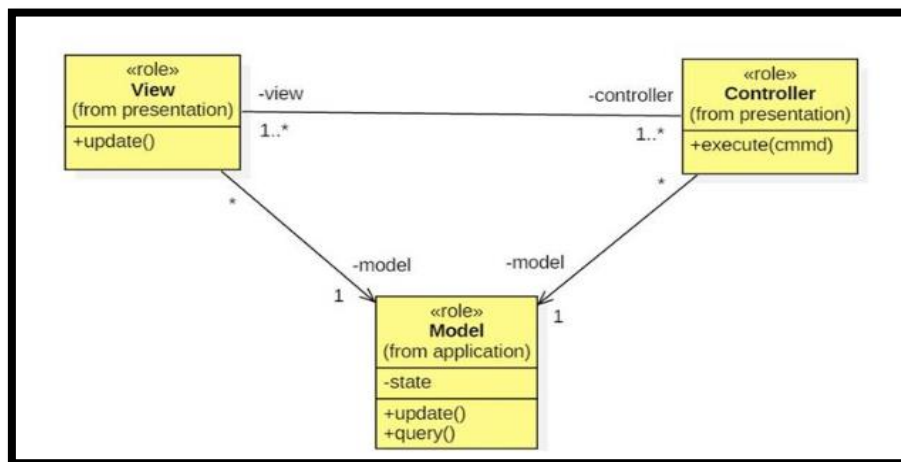 «role»
View
(from presentation)
+update()
-view
1..*
-controller
1..*
«role»
Controller
(from presentation)
+execute(cmmd)
*
*
-model
1
-model
1
«role»
Model
(from application)
-state
+update()
+query()